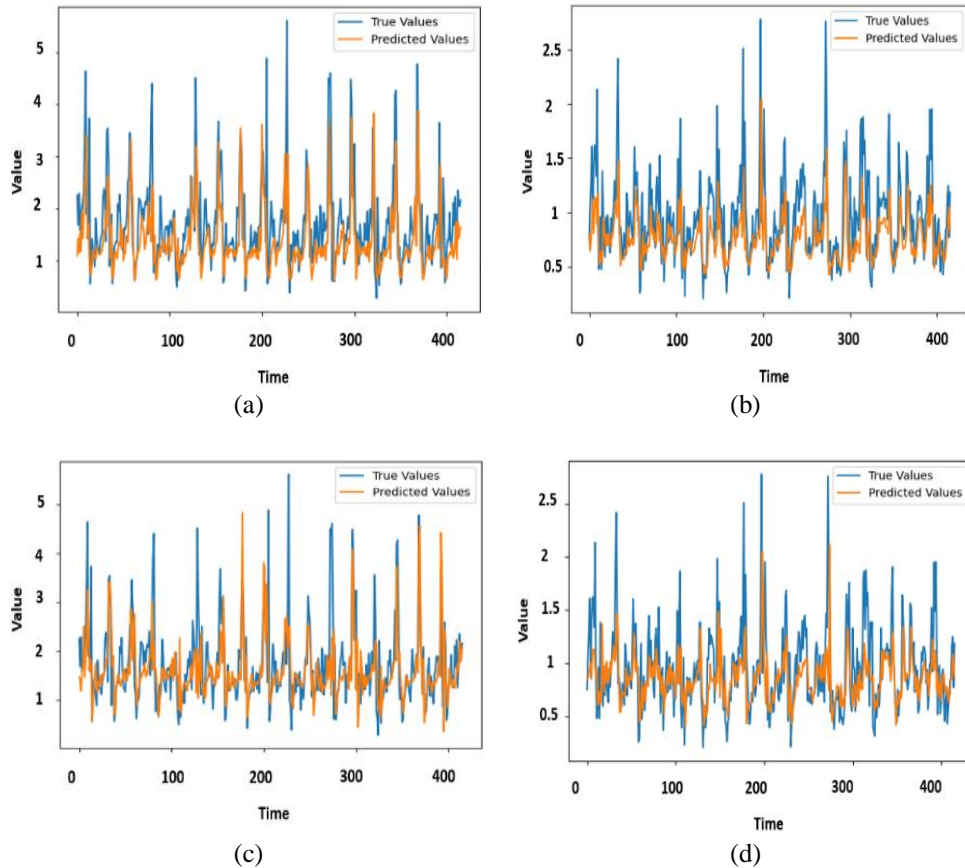 True Values
Predicted Values
5
4
3
2
1
Value
0 100 200 300 400
Time
(a)
True Values
Predicted Values
2.5
2
1.5
1
0.5
Value
0 100 200 300 400
Time
(b)
True Values
Predicted Values
5
4
3
2
1
Value
0 100 200 300 400
Time
(c)
True Values
Predicted Values
2.5
2
1.5
1
0.5
Value
0 100 200 300 400
Time
(d)